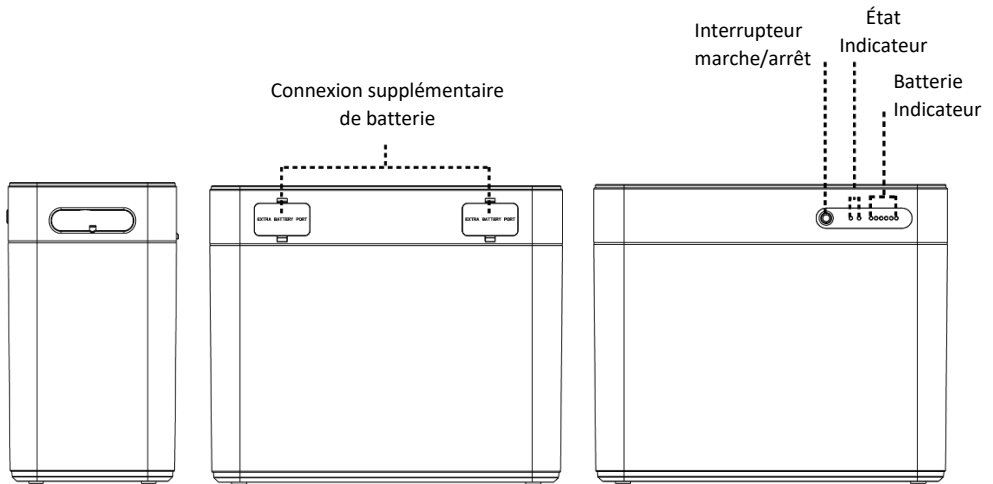 Interrupteur
marche/arrêt
État
Indicateur
Batterie
Indicateur
Connexion supplémentaire
de batterie
EXTRA BATTERY PORT
EXTRA BATTERY PORT